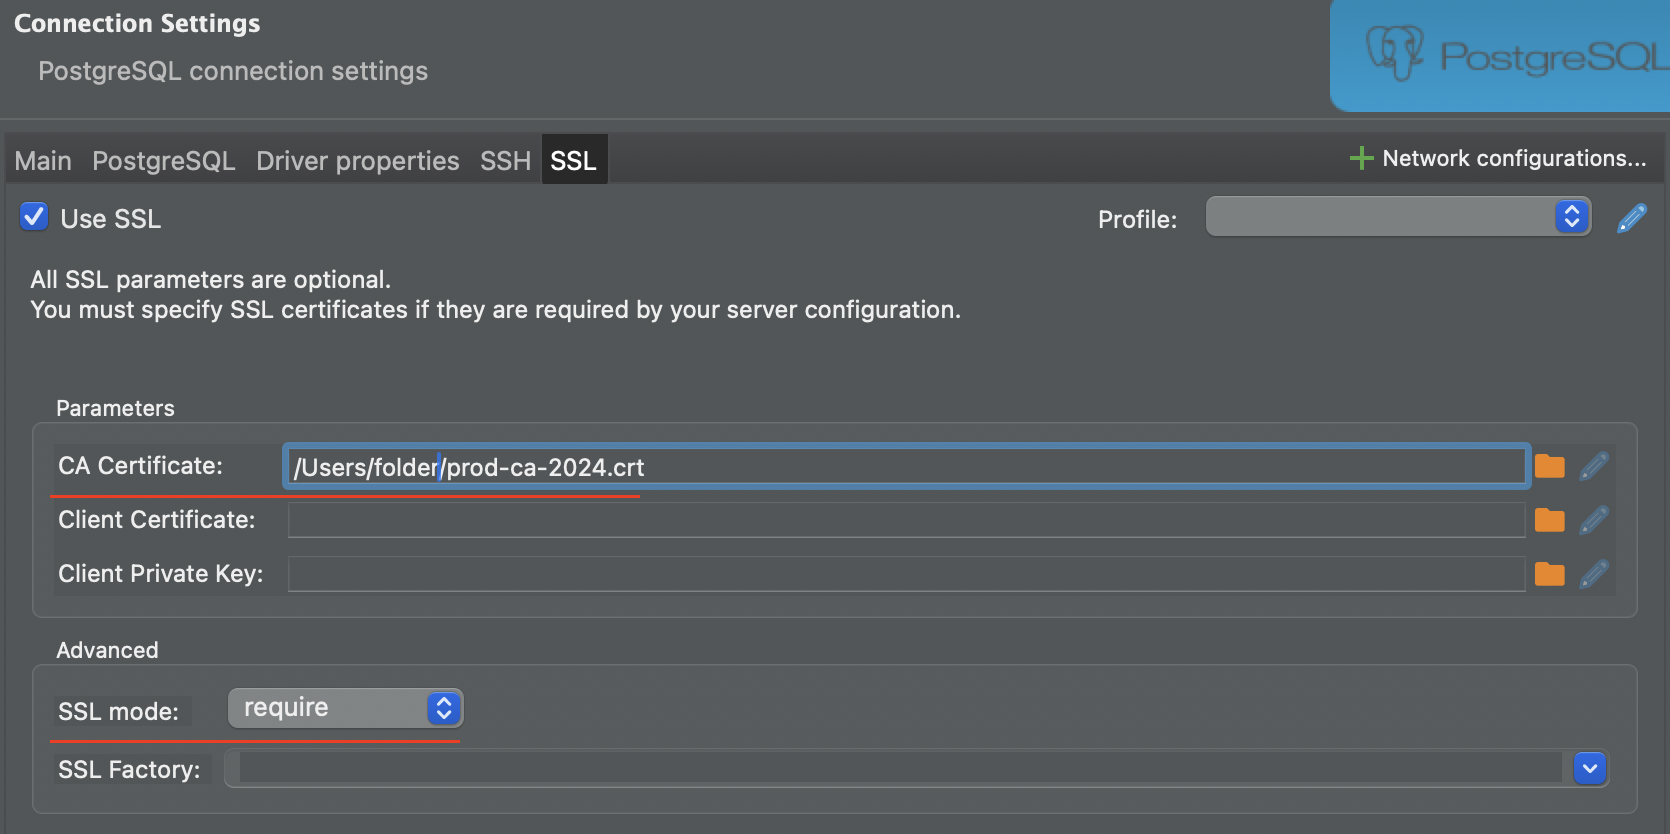 Connection Settings
PostgreSQL connection settings
PostgreSQL
Main PostgreSQL Driver properties SSH SSL
Network configurations...
Use SSL
Profile:
All SSL parameters are optional.
You must specify SSL certificates if they are required by your server configuration.
Parameters
CA Certificate: /Users/folder/prod-ca-2024.crt
Client Certificate:
Client Private Key:
Advanced
SSL mode: require
SSL Factory: